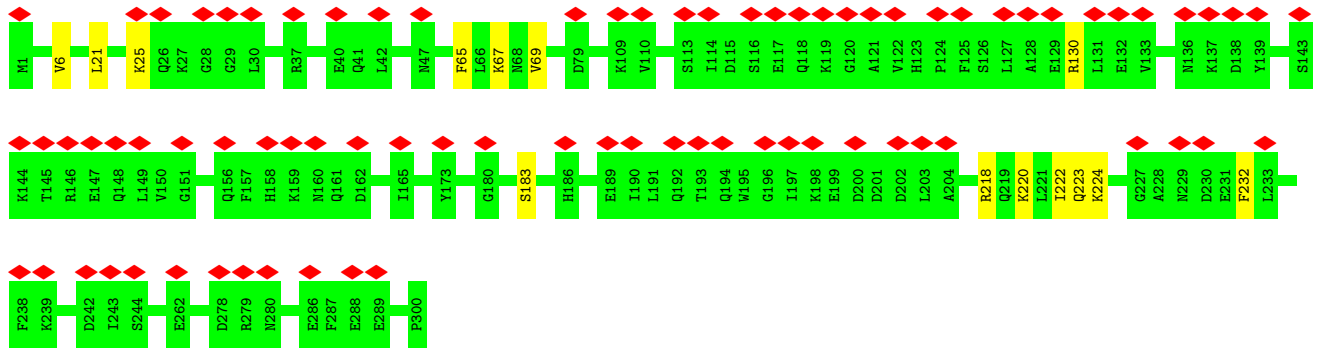 M1 V6 L21 K25 Q26 K27 G28 G29 L30 R37 E40 Q41 L42 N47 F65 L66 K67 N68 V69 D79 K109 V110 S113 I114 D115 S116 E117 Q118 K119 G120 A121 V122 H123 P124 F125 S126 L127 A128 E129 R130 L131 E132 V133 N136 K137 D138 Y139 S143
K144 T145 R146 E147 Q148 L149 V150 G151 Q156 F157 H158 K159 N160 Q161 D162 I165 Y173 G180 S183 H186 E189 I190 L191 Q192 T193 Q194 W195 G196 I197 K198 E199 D200 D201 D202 L203 A204 R218 Q219 K220 L221 I222 Q223 K224 G227 A228 N229 D230 E231 F232 L233
F238 K239 D242 I243 S244 E262 D278 R279 N280 E286 F287 E288 E289 P300